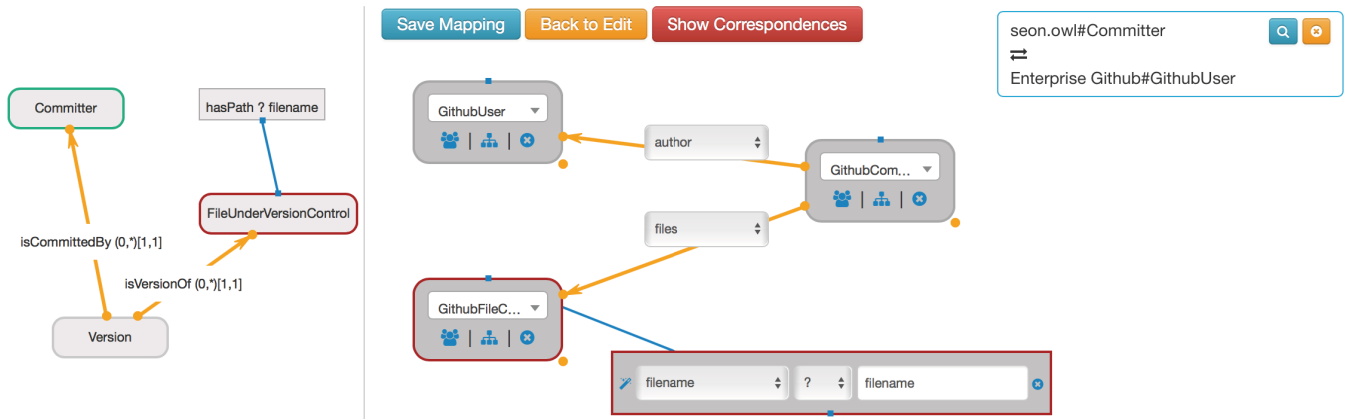 Save Mapping
Back to Edit
Show Correspondences
seon.owl#Committer
Enterprise Github#GithubUser
Committer
hasPath ? filename
FileUnderVersionControl
isCommittedBy (0,*)[1,1]
isVersionOf (0,*)[1,1]
Version
GithubUser
author
GithubCom...
files
GithubFileC...
filename
?
filename